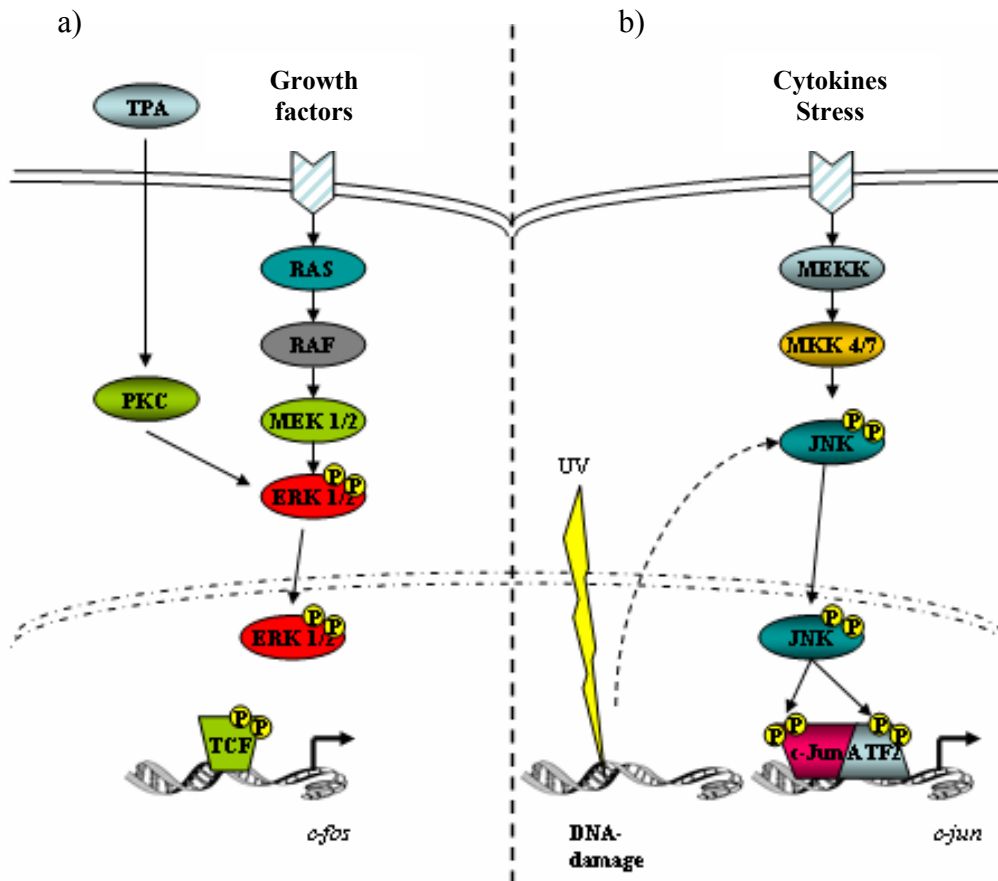 a)
b)
Growth
factors
TPA
RAS
RAF
PKC
MEK 1/2
P
P
ERK 1/2
P
P
ERK 1/2
P
P
TCF
c-fos
Cytokines
Stress
MEKK
MKK 4/7
P
P
JNK
UV
P
P
JNK
P
P
P
P
c-Jun
ATF2
DNA-
damage
c-jun